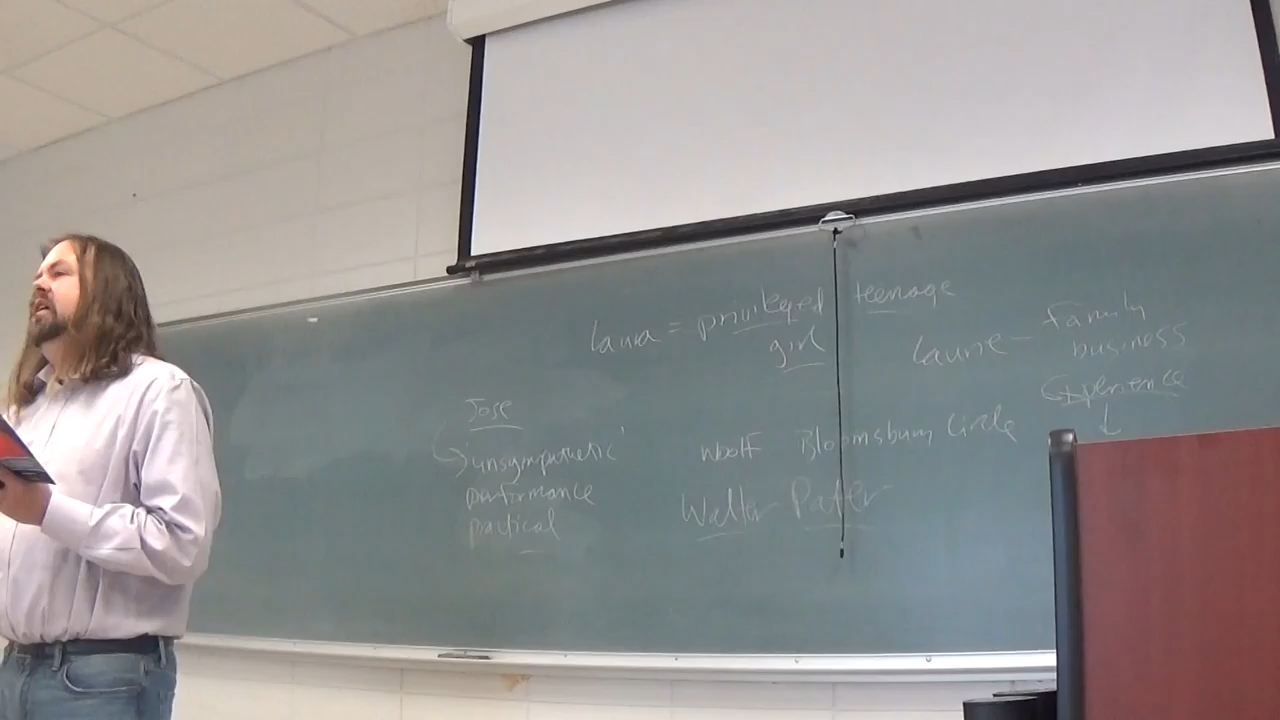 Laura = privileged teenage
girl
Laurie - family
business
experience
Jose
unsympathetic
performance
practical
Woolf Bloomsbury Circle
Walter Pater